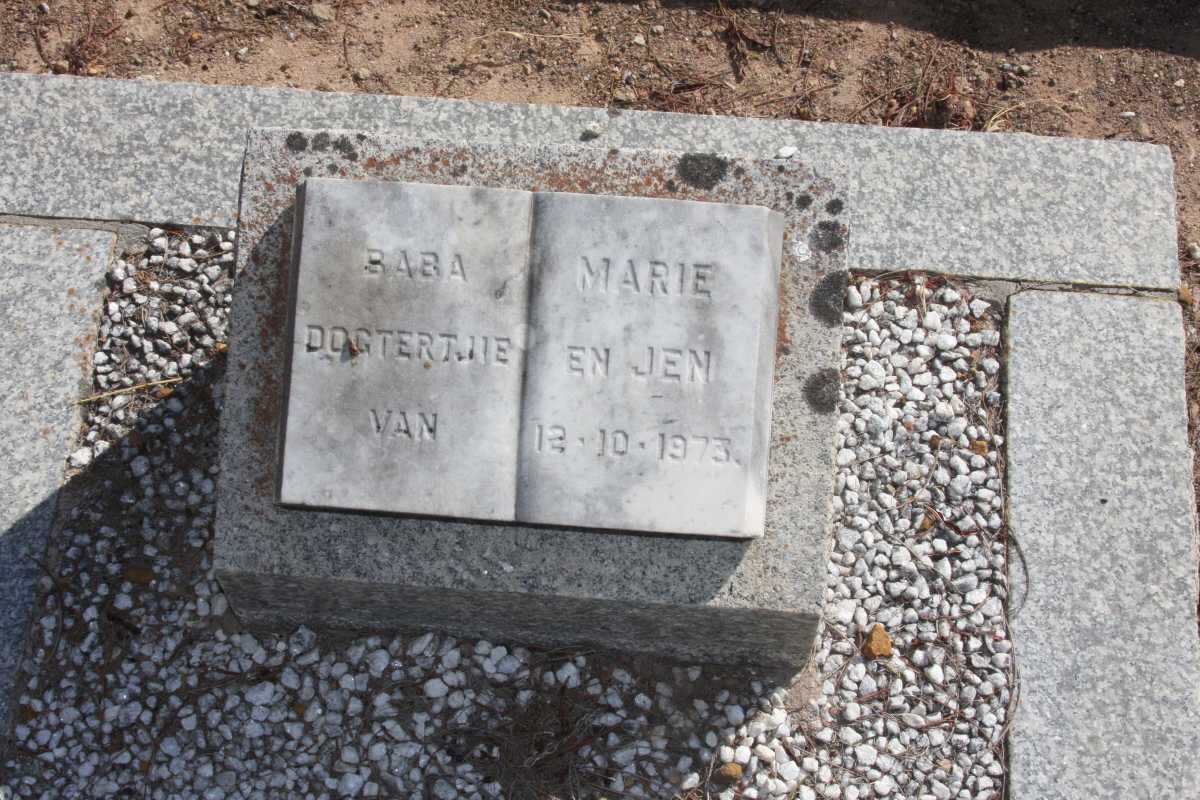 BABA
DOGTERTJIE
VAN
MARIE
EN JEN
12·10·1973.